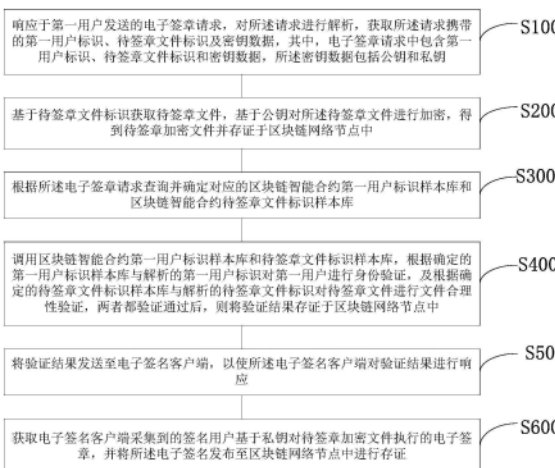 响应于第一用户发送的电子签章请求，对所述请求进行解析，获取所述请求携带
的第一用户标识、待签章文件标识及密钥数据，其中，电子签章请求中包含第一
用户标识、待签章文件标识和密钥数据，所述密钥数据包括公钥和私钥
S100
基于待签章文件标识获取待签章文件，基于公钥对所述待签章文件进行加密，得
到待签章加密文件并存证于区块链网络节点中
S200
根据所述电子签章请求查询并确定对应的区块链智能合约第一用户标识样本库和
区块链智能合约待签章文件标识样本库
S300
调用区块链智能合约第一用户标识样本库和待签章文件标识样本库，根据确定的
第一用户标识样本库与解析的第一用户标识对第一用户进行身份验证，及根据确
定的待签章文件标识样本库与解析的待签章文件标识对待签章文件进行文件合理
性验证，两者都验证通过后，则将验证结果存证于区块链网络节点中
S400
将验证结果发送至电子签名客户端，以使所述电子签名客户端对验证结果进行响
应
S50
获取电子签名客户端采集到的签名用户基于私钥对待签章加密文件执行的电子签
章，并将所述电子签名发布至区块链网络节点中进行存证
S600